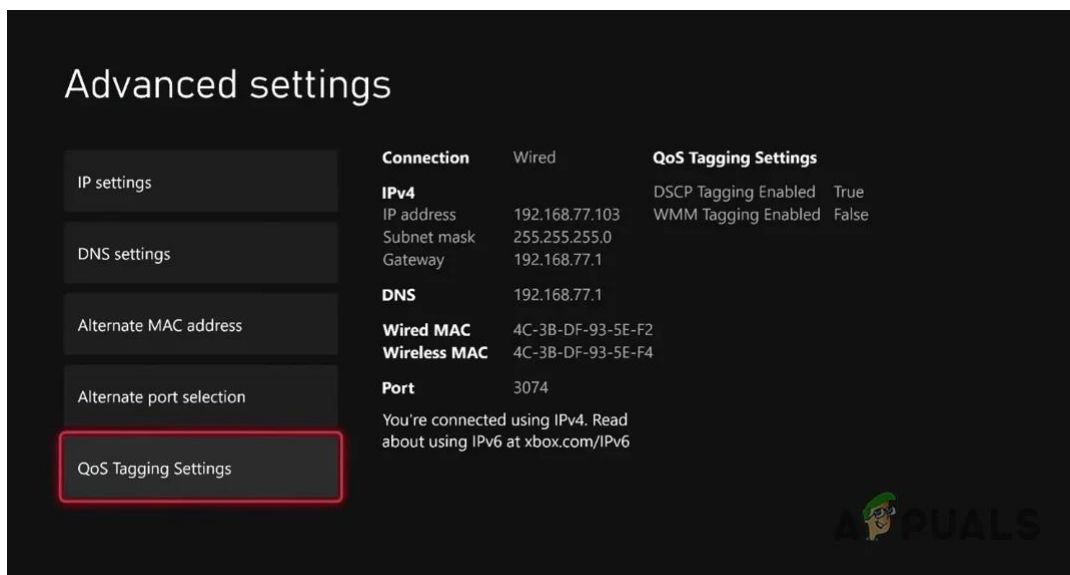 Advanced settings
IP settings
DNS settings
Alternate MAC address
Alternate port selection
QoS Tagging Settings
Connection Wired
IPv4
IP address 192.168.77.103
Subnet mask 255.255.255.0
Gateway 192.168.77.1
DNS 192.168.77.1
Wired MAC 4C-3B-DF-93-5E-F2
Wireless MAC 4C-3B-DF-93-5E-F4
Port 3074
You're connected using IPv4. Read
about using IPv6 at xbox.com/IPv6
QoS Tagging Settings
DSCP Tagging Enabled True
WMM Tagging Enabled False
APPUALS